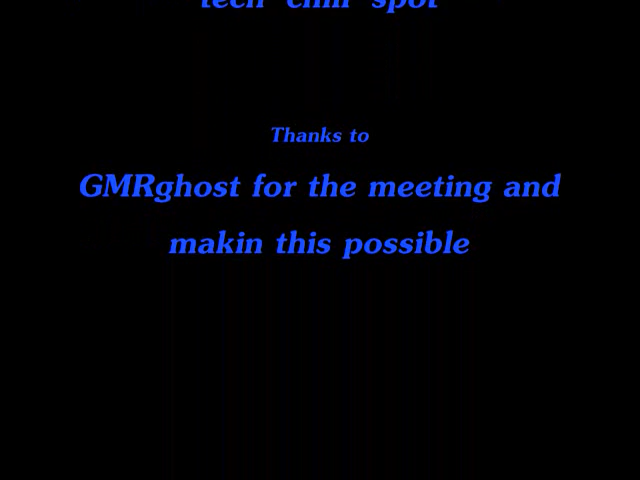 tech chill spot
Thanks to
GMRghost for the meeting and
makin this possible